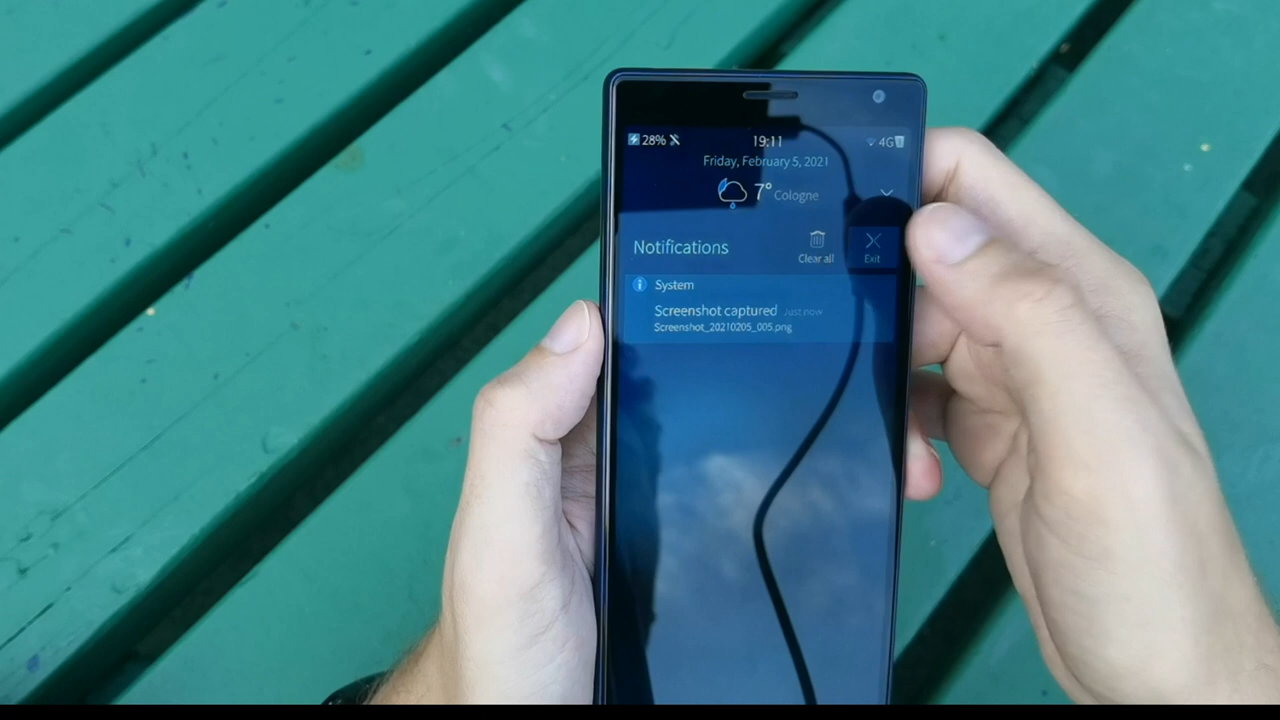 28% 19:11 4G
Friday, February 5, 2021
7° Cologne
Notifications Clear all Exit
System
Screenshot captured Just now
Screenshot_20210205_005.png